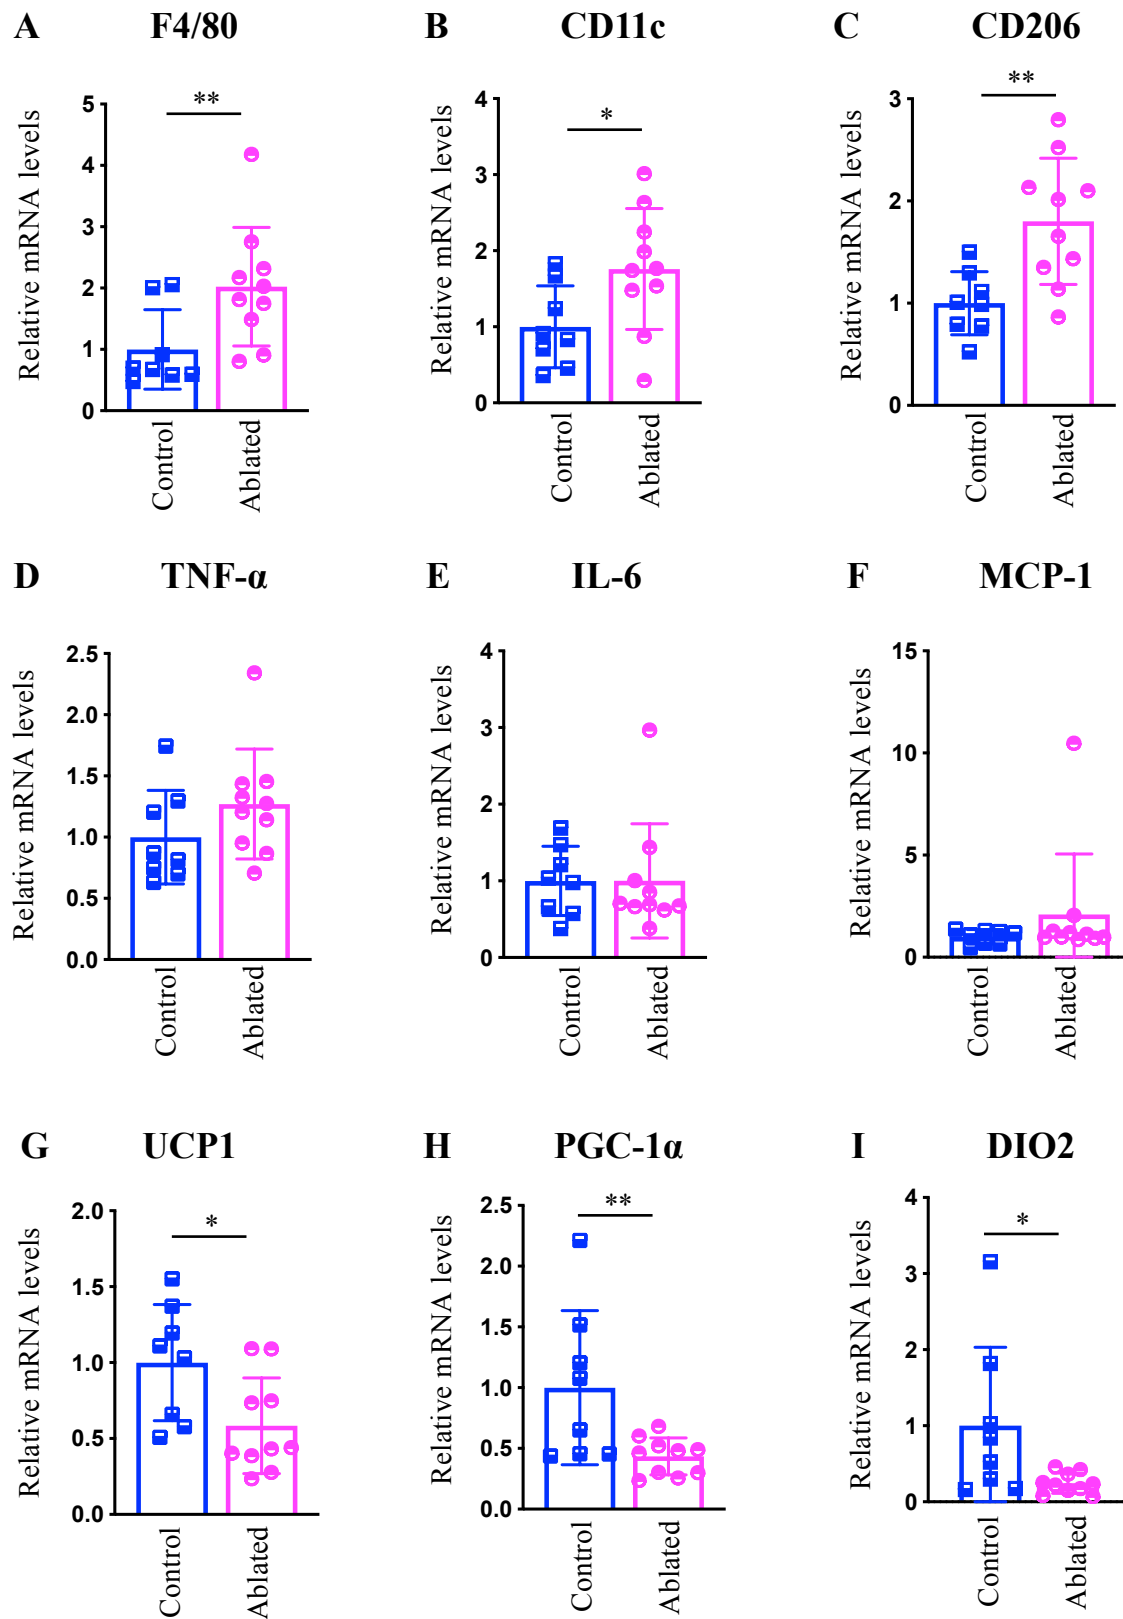 A F4/80
B CD11c
C CD206
**
*
**
Relative mRNA levels
5
4
3
2
1
0
Control
Ablated
Relative mRNA levels
4
3
2
1
0
Control
Ablated
Relative mRNA levels
3
2
1
0
Control
Ablated
D TNF-α
E IL-6
F MCP-1
Relative mRNA levels
2.5
2.0
1.5
1.0
0.5
0.0
Control
Ablated
Relative mRNA levels
4
3
2
1
0
Control
Ablated
Relative mRNA levels
15
10
5
0
Control
Ablated
G UCP1
H PGC-1α
I DIO2
*
**
*
Relative mRNA levels
2.0
1.5
1.0
0.5
0.0
Control
Ablated
Relative mRNA levels
2.5
2.0
1.5
1.0
0.5
0.0
Control
Ablated
Relative mRNA levels
4
3
2
1
0
Control
Ablated